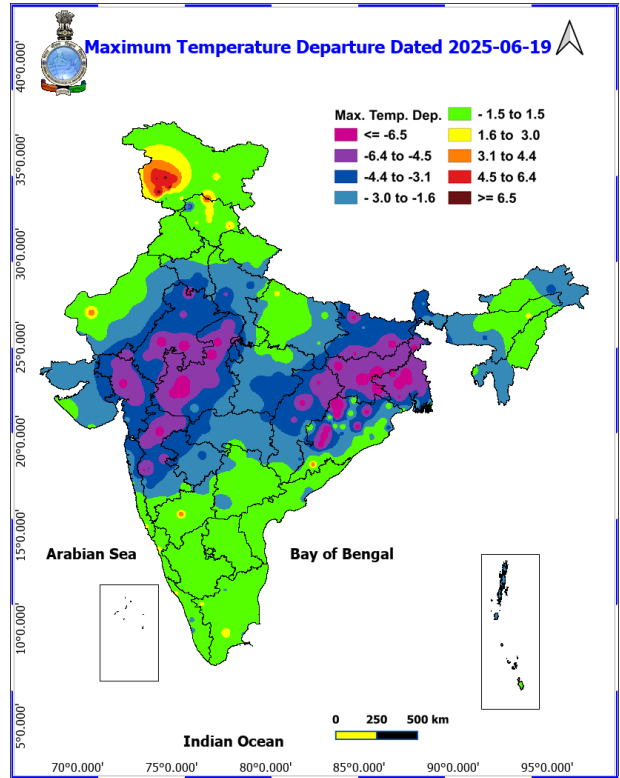 Maximum Temperature Departure Dated 2025-06-19
Max. Temp. Dep.
<= -6.5
-6.4 to -4.5
-4.4 to -3.1
- 3.0 to -1.6
- 1.5 to 1.5
1.6 to 3.0
3.1 to 4.4
4.5 to 6.4
>= 6.5
40°0.000'
35°0.000'
30°0.000'
25°0.000'
20°0.000'
15°0.000'
10°0.000'
5°0.000'
Arabian Sea
Bay of Bengal
Indian Ocean
0 250 500 km
70°0.000' 75°0.000' 80°0.000' 85°0.000' 90°0.000' 95°0.000'